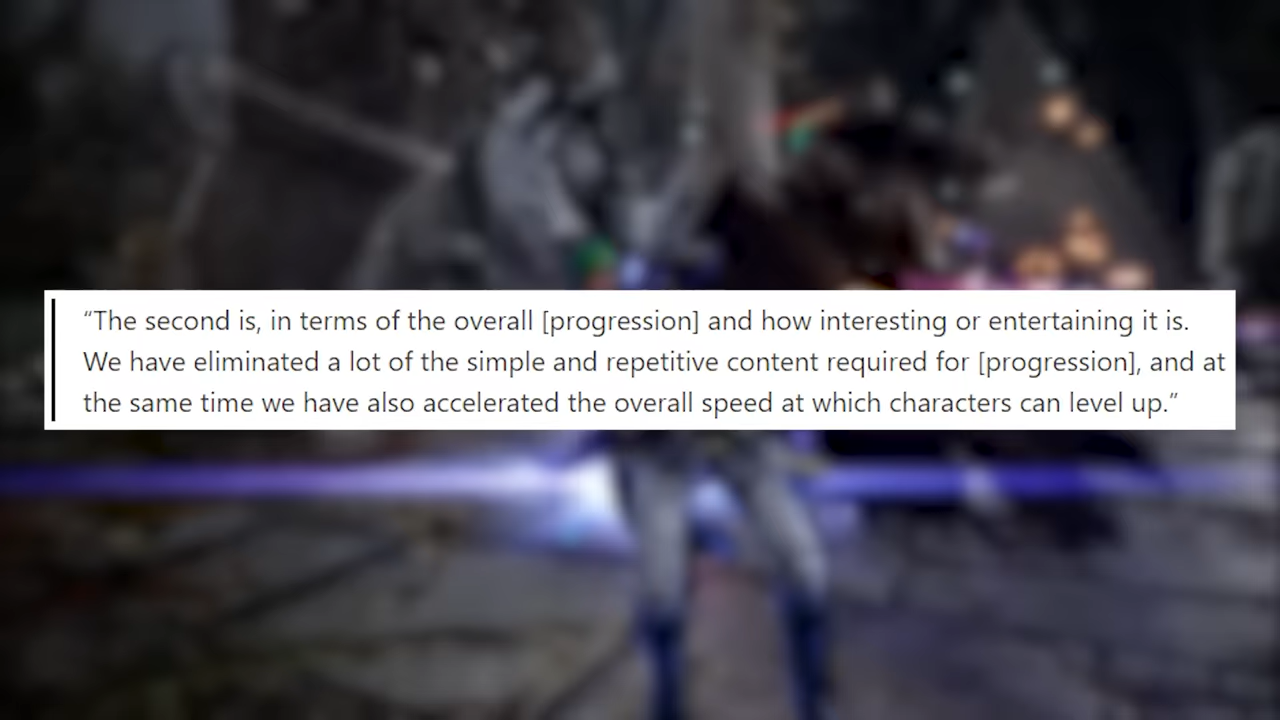 “The second is, in terms of the overall [progression] and how interesting or entertaining it is.
We have eliminated a lot of the simple and repetitive content required for [progression], and at
the same time we have also accelerated the overall speed at which characters can level up.”